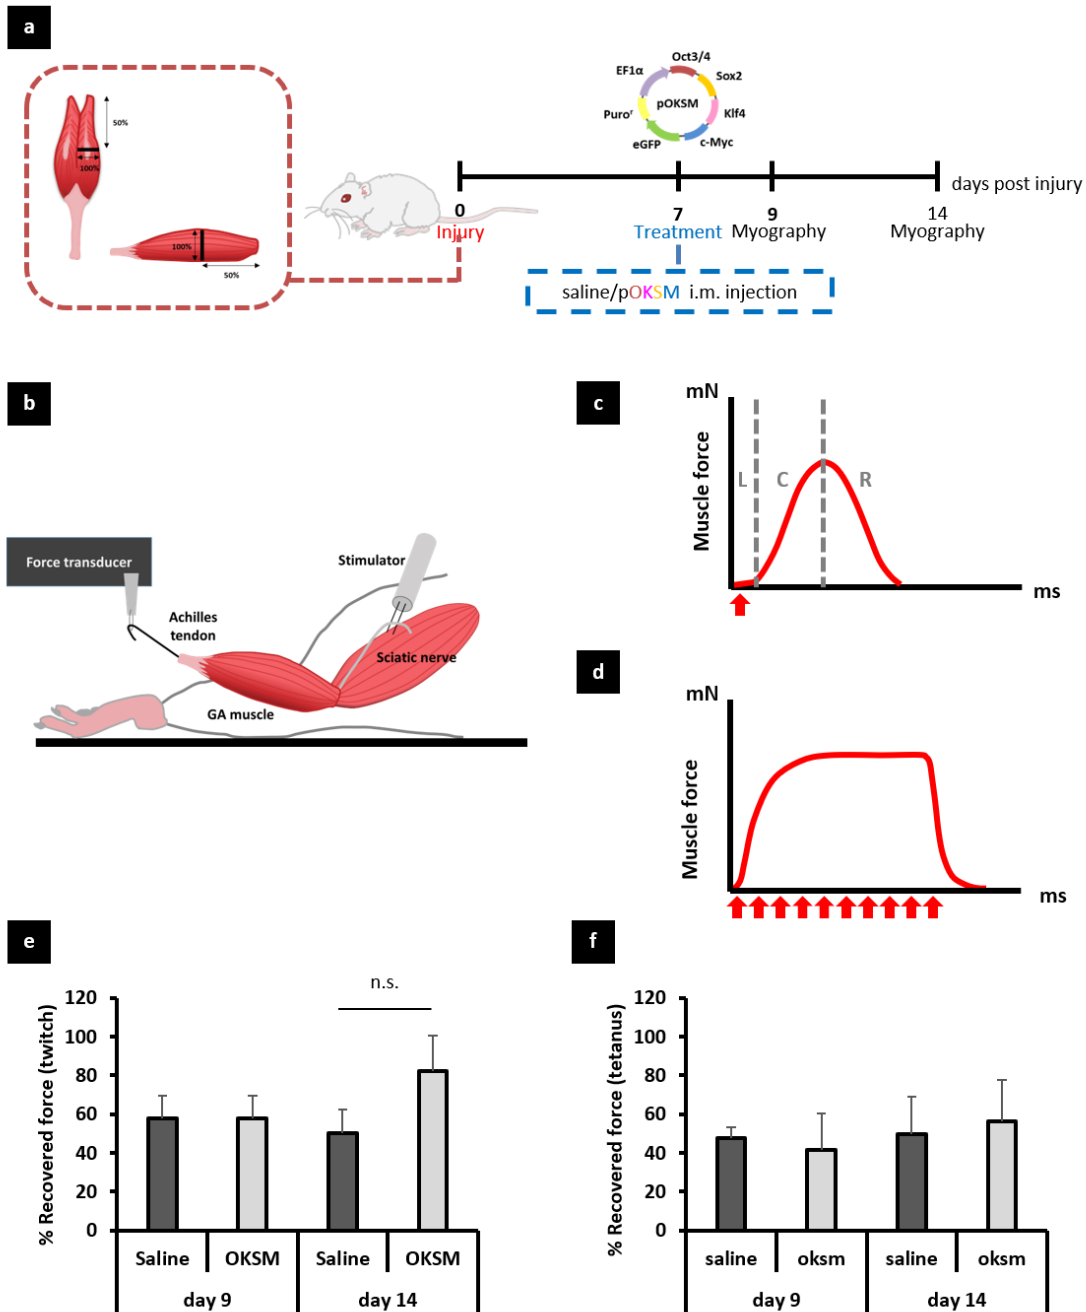 a
50%
100%
100%
50%
EF1α
Oct3/4
Sox2
Puroʳ
pOKSM
Klf4
eGFP
c-Myc
days post injury
0
7
9
14
Injury
Treatment
Myography
Myography
saline/pOKSM i.m. injection
b
Force transducer
Stimulator
Achilles
tendon
Sciatic nerve
GA muscle
c
mN
Muscle force
L
C
R
ms
d
mN
Muscle force
ms
e
n.s.
% Recovered force (twitch)
120
100
80
60
40
20
0
Saline
OKSM
Saline
OKSM
day 9
day 14
f
% Recovered force (tetanus)
120
100
80
60
40
20
0
saline
oksm
saline
oksm
day 9
day 14